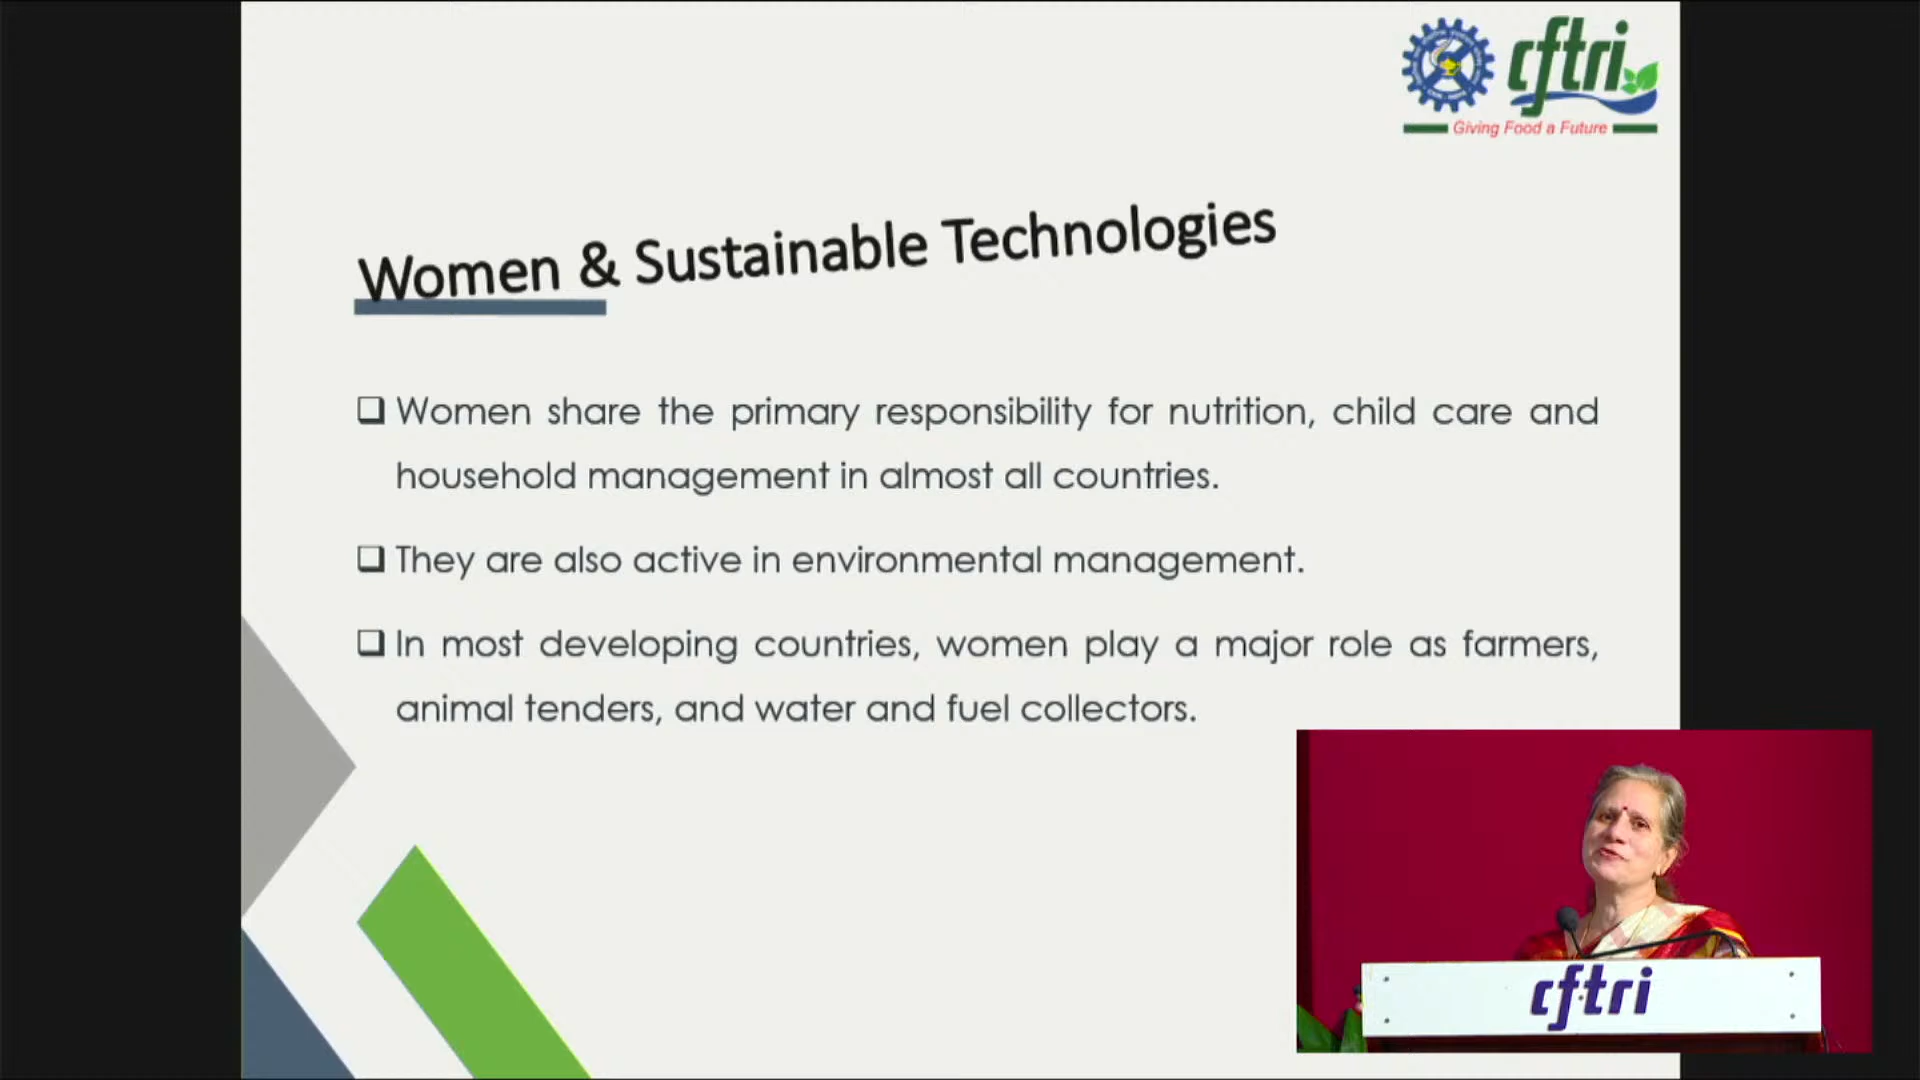 cftri
Giving Food a Future
Women & Sustainable Technologies
❑ Women share the primary responsibility for nutrition, child care and
household management in almost all countries.
❑ They are also active in environmental management.
❑ In most developing countries, women play a major role as farmers,
animal tenders, and water and fuel collectors.
cftri